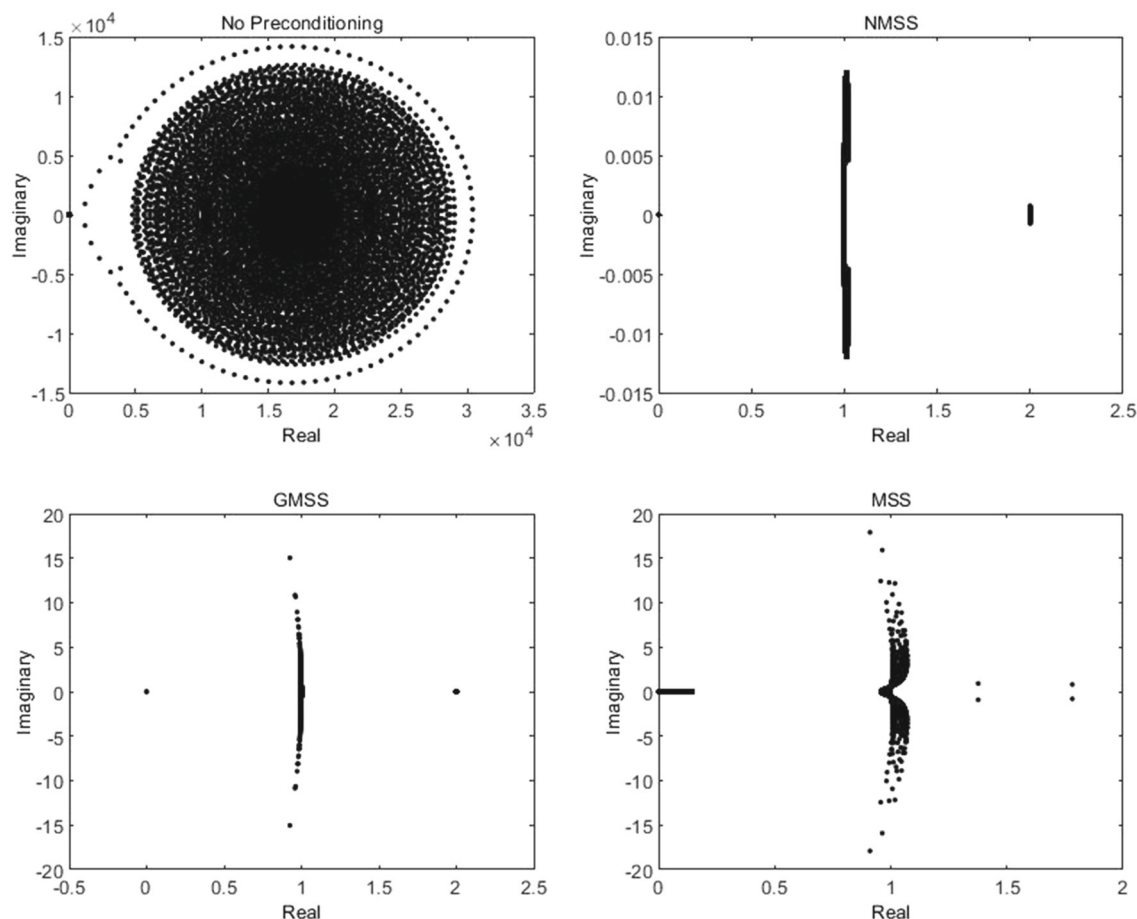 No Preconditioning
× 10^4
1.5
1
0.5
0
-0.5
-1
-1.5
Imaginary
0 0.5 1 1.5 2 2.5 3 3.5
Real
× 10^4
NMSS
0.015
0.01
0.005
0
-0.005
-0.01
-0.015
Imaginary
0 0.5 1 1.5 2 2.5
Real
GMSS
20
15
10
5
0
-5
-10
-15
-20
Imaginary
-0.5 0 0.5 1 1.5 2 2.5
Real
MSS
20
15
10
5
0
-5
-10
-15
-20
Imaginary
0 0.5 1 1.5 2
Real